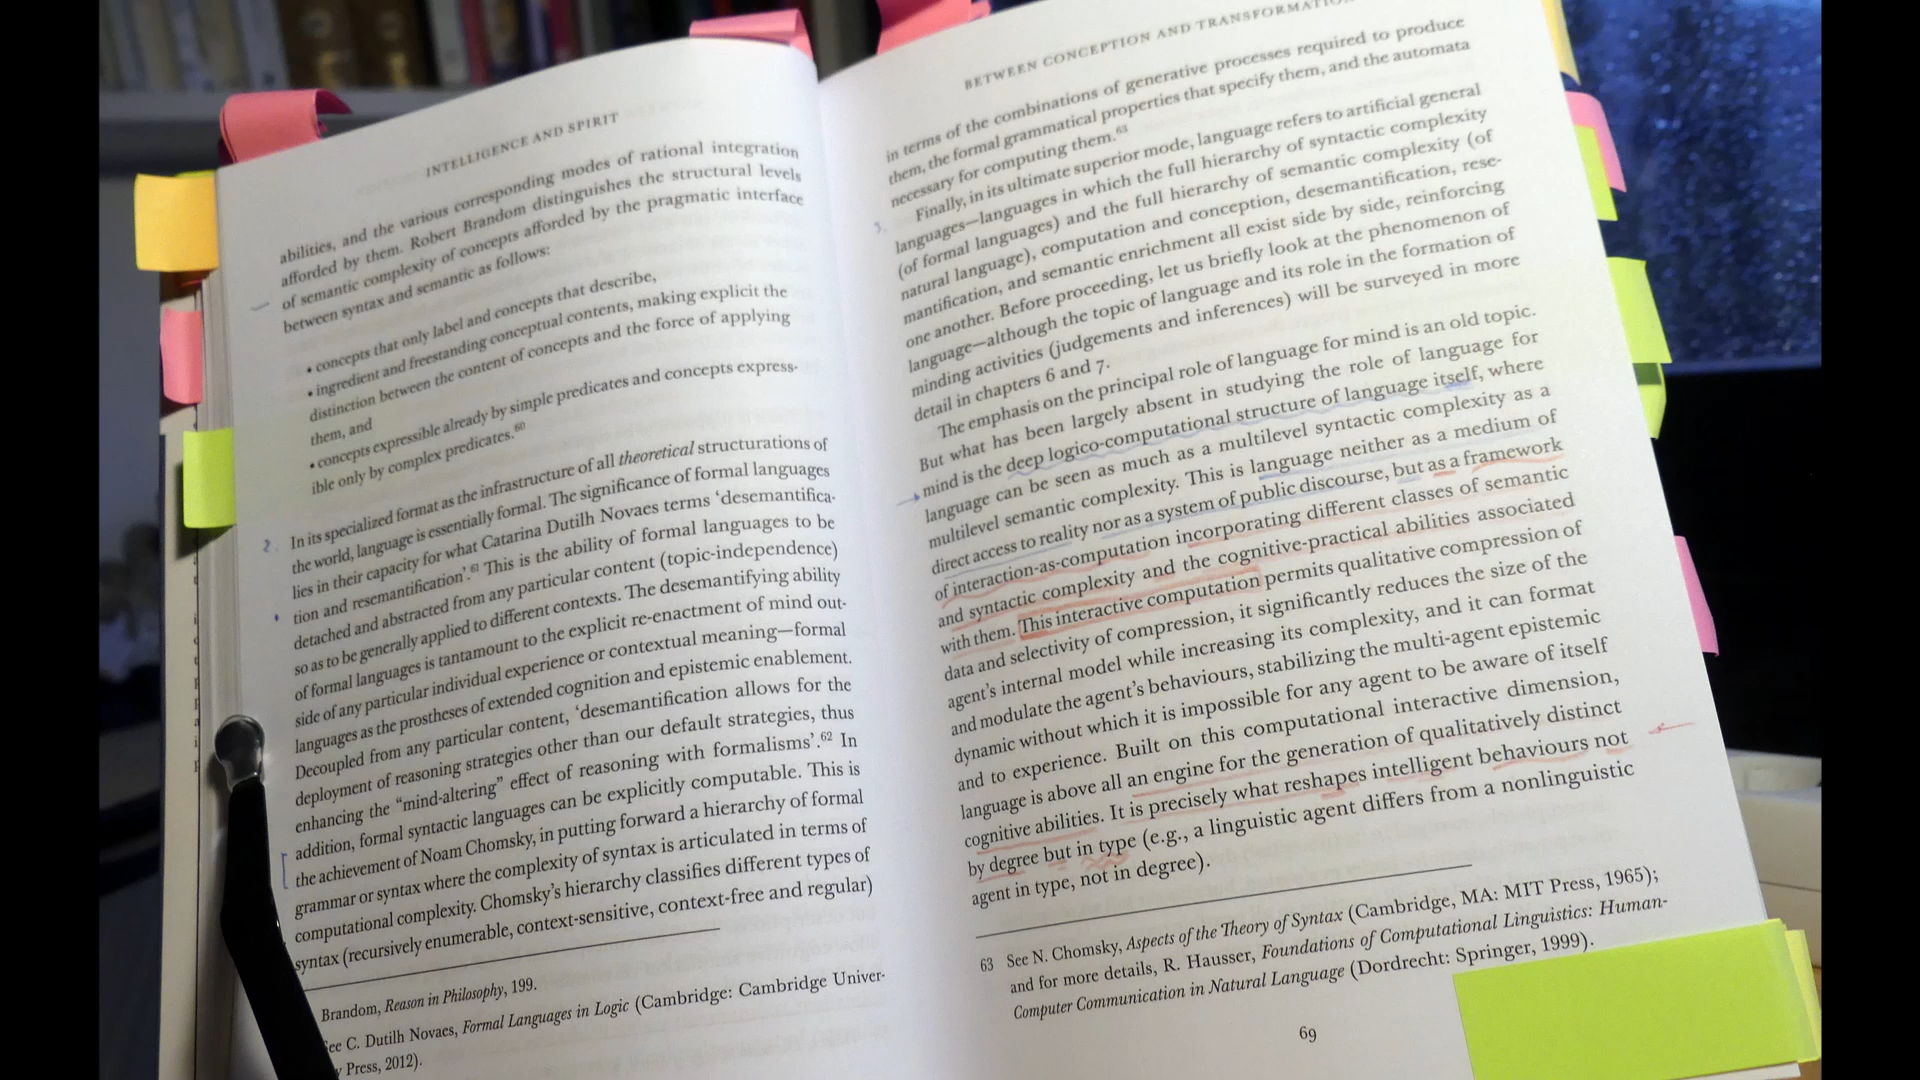 INTELLIGENCE AND SPIRIT
abilities, and the various corresponding modes of rational integration
afforded by them. Robert Brandom distinguishes the structural levels
of semantic complexity of concepts afforded by the pragmatic interface
between syntax and semantic as follows:
• concepts that only label and concepts that describe,
• ingredient and freestanding conceptual contents, making explicit the
distinction between the content of concepts and the force of applying
them, and
• concepts expressible already by simple predicates and concepts express-
ible only by complex predicates.60
2. In its specialized format as the infrastructure of all theoretical structurations of
the world, language is essentially formal. The significance of formal languages
lies in their capacity for what Catarina Dutilh Novaes terms ‘desemantifica-
tion and resemantification’.61 This is the ability of formal languages to be
detached and abstracted from any particular content (topic-independence)
so as to be generally applied to different contexts. The desemantifying ability
of formal languages is tantamount to the explicit re-enactment of mind out-
side of any particular individual experience or contextual meaning—formal
languages as the prostheses of extended cognition and epistemic enablement.
Decoupled from any particular content, ‘desemantification allows for the
deployment of reasoning strategies other than our default strategies, thus
enhancing the “mind-altering” effect of reasoning with formalisms’.62 In
addition, formal syntactic languages can be explicitly computable. This is
the achievement of Noam Chomsky, in putting forward a hierarchy of formal
grammar or syntax where the complexity of syntax is articulated in terms of
computational complexity. Chomsky’s hierarchy classifies different types of
syntax (recursively enumerable, context-sensitive, context-free and regular)
Brandom, Reason in Philosophy, 199.
ee C. Dutilh Novaes, Formal Languages in Logic (Cambridge: Cambridge Univer-
y Press, 2012).
BETWEEN CONCEPTION AND TRANSFORMATIO
in terms of the combinations of generative processes required to produce
them, the formal grammatical properties that specify them, and the automata
necessary for computing them.63
3. Finally, in its ultimate superior mode, language refers to artificial general
languages—languages in which the full hierarchy of syntactic complexity
(of formal languages) and the full hierarchy of semantic complexity (of
natural language), computation and conception, desemantification, rese-
mantification, and semantic enrichment all exist side by side, reinforcing
one another. Before proceeding, let us briefly look at the phenomenon of
language—although the topic of language and its role in the formation of
minding activities (judgements and inferences) will be surveyed in more
detail in chapters 6 and 7.
The emphasis on the principal role of language for mind is an old topic.
But what has been largely absent in studying the role of language for
mind is the deep logico-computational structure of language itself, where
language can be seen as much as a multilevel syntactic complexity as a
multilevel semantic complexity. This is language neither as a medium of
direct access to reality nor as a system of public discourse, but as a framework
of interaction-as-computation incorporating different classes of semantic
and syntactic complexity and the cognitive-practical abilities associated
with them. This interactive computation permits qualitative compression of
data and selectivity of compression, it significantly reduces the size of the
agent’s internal model while increasing its complexity, and it can format
and modulate the agent’s behaviours, stabilizing the multi-agent epistemic
dynamic without which it is impossible for any agent to be aware of itself
and to experience. Built on this computational interactive dimension,
language is above all an engine for the generation of qualitatively distinct
cognitive abilities. It is precisely what reshapes intelligent behaviours not
by degree but in type (e.g., a linguistic agent differs from a nonlinguistic
agent in type, not in degree).
63 See N. Chomsky, Aspects of the Theory of Syntax (Cambridge, MA: MIT Press, 1965);
and for more details, R. Hausser, Foundations of Computational Linguistics: Human-
Computer Communication in Natural Language (Dordrecht: Springer, 1999).
69